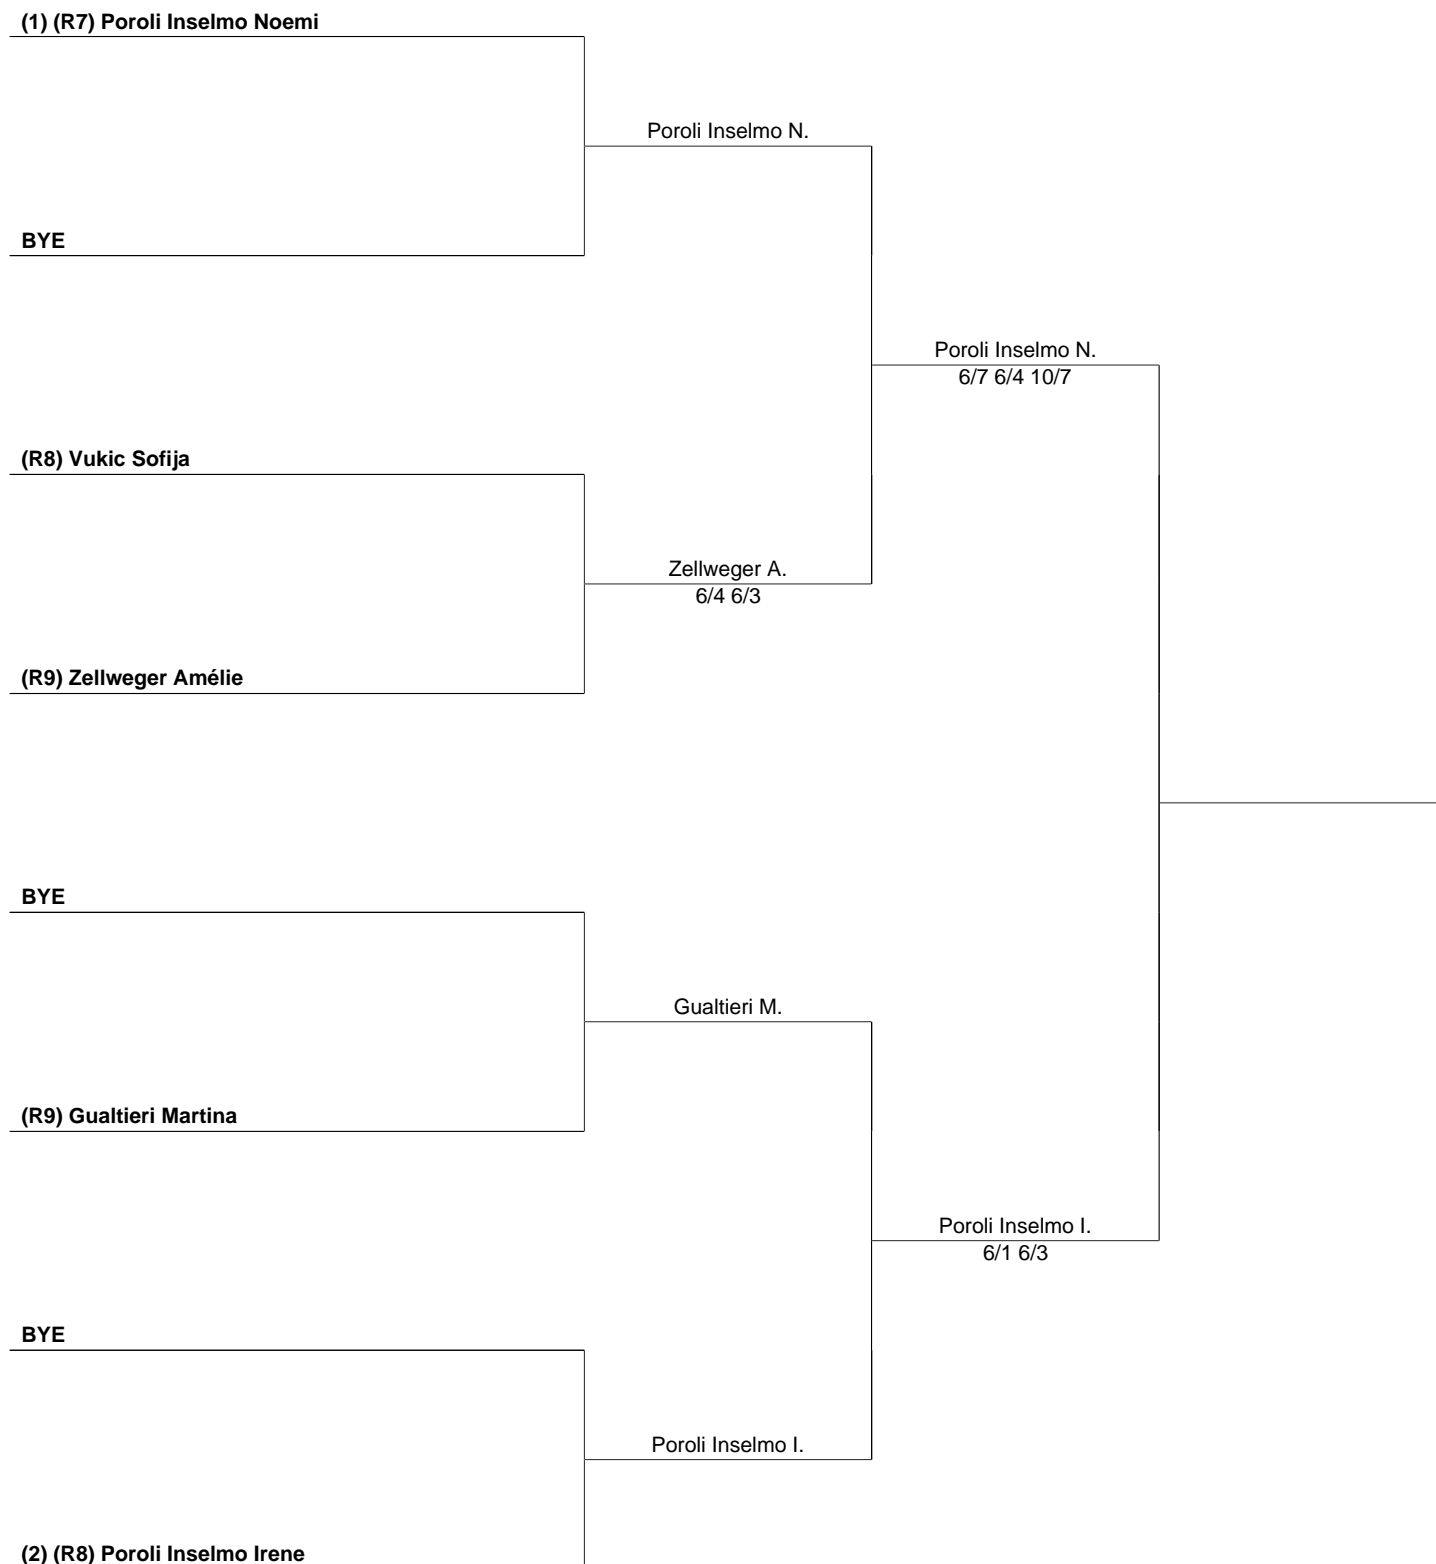 (1) (R7) Poroli Inselmo Noemi
Poroli Inselmo N.
BYE
Poroli Inselmo N.
6/7 6/4 10/7
(R8) Vukic Sofija
Zellweger A.
6/4 6/3
(R9) Zellweger Amélie
BYE
Gualtieri M.
(R9) Gualtieri Martina
Poroli Inselmo I.
6/1 6/3
BYE
Poroli Inselmo I.
(2) (R8) Poroli Inselmo Irene